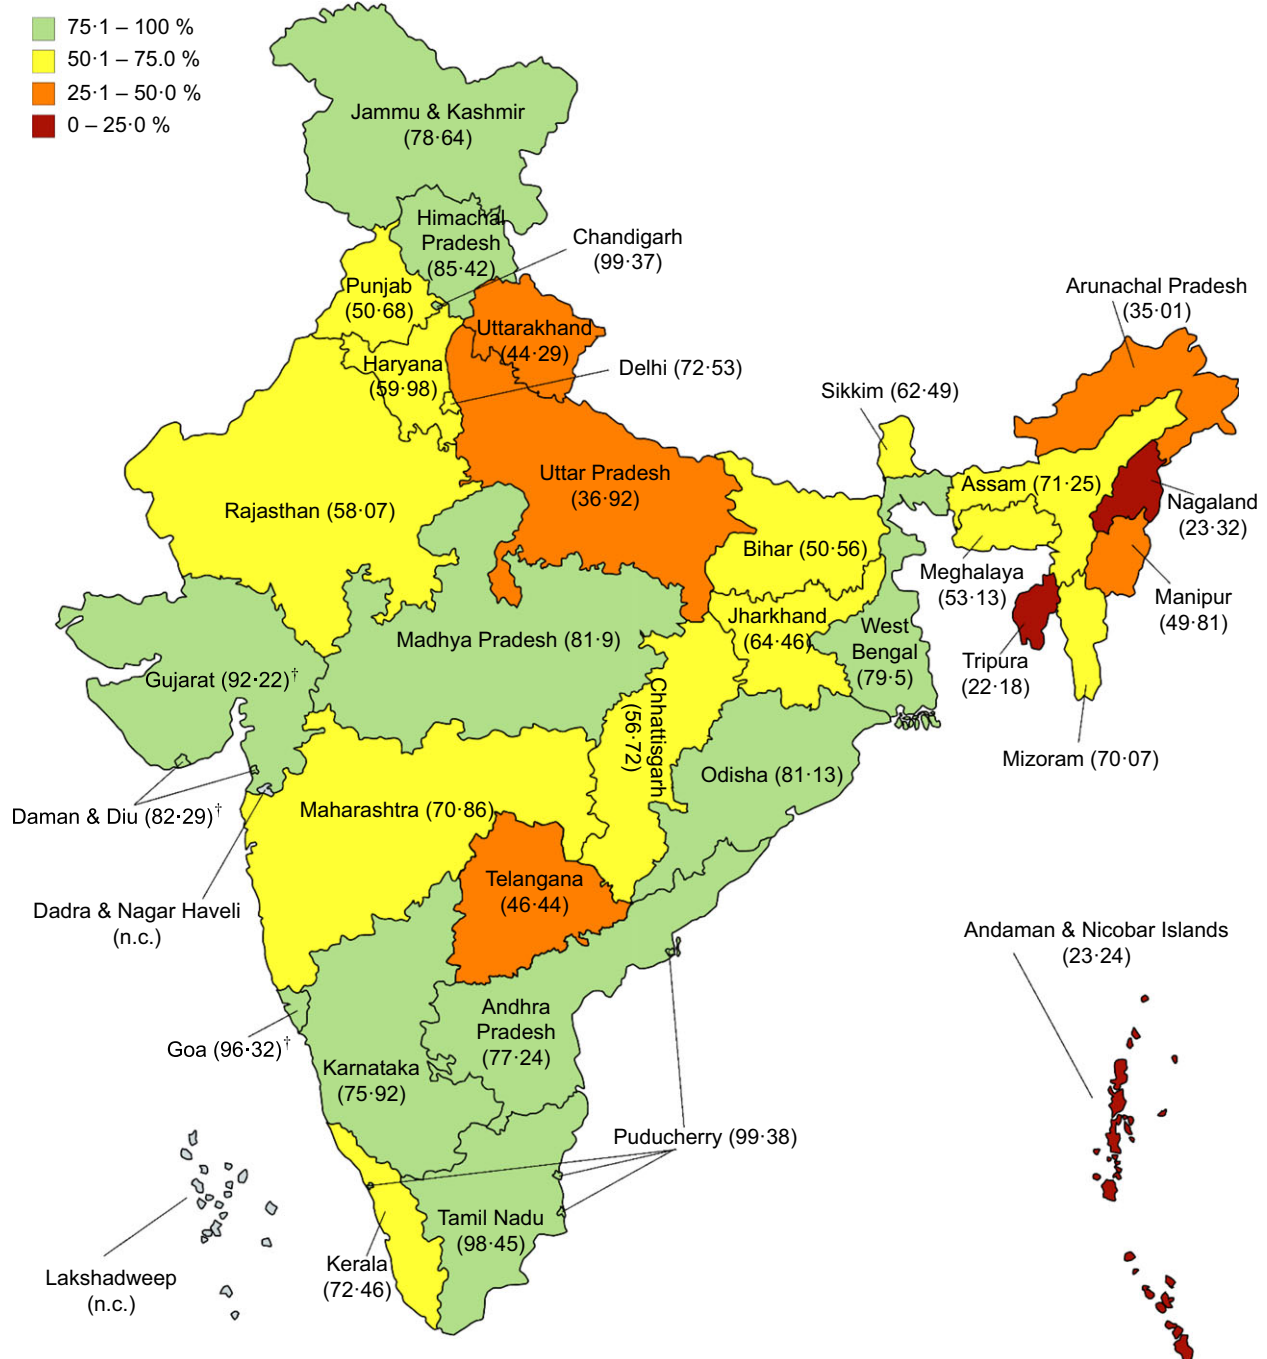 75·1 – 100 %
50·1 – 75.0 %
25·1 – 50·0 %
0 – 25·0 %
Jammu & Kashmir
(78·64)
Himachal
Pradesh
(85·42)
Chandigarh
(99·37)
Punjab
(50·68)
Uttarakhand
(44·29)
Haryana
(59·98)
Delhi (72·53)
Arunachal Pradesh
(35·01)
Sikkim (62·49)
Uttar Pradesh
(36·92)
Assam (71·25)
Nagaland
(23·32)
Rajasthan (58·07)
Bihar (50·56)
Meghalaya
(53·13)
Manipur
(49·81)
Jharkhand
(64·46)
West
Bengal
(79·5)
Madhya Pradesh (81·9)
Tripura
(22·18)
Gujarat (92·22)†
Chhattisgarh
(56·72)
Mizoram (70·07)
Odisha (81·13)
Daman & Diu (82·29)†
Maharashtra (70·86)
Telangana
(46·44)
Dadra & Nagar Haveli
(n.c.)
Andaman & Nicobar Islands
(23·24)
Andhra
Pradesh
(77·24)
Goa (96·32)†
Karnataka
(75·92)
Puducherry (99·38)
Tamil Nadu
(98·45)
Kerala
(72·46)
Lakshadweep
(n.c.)